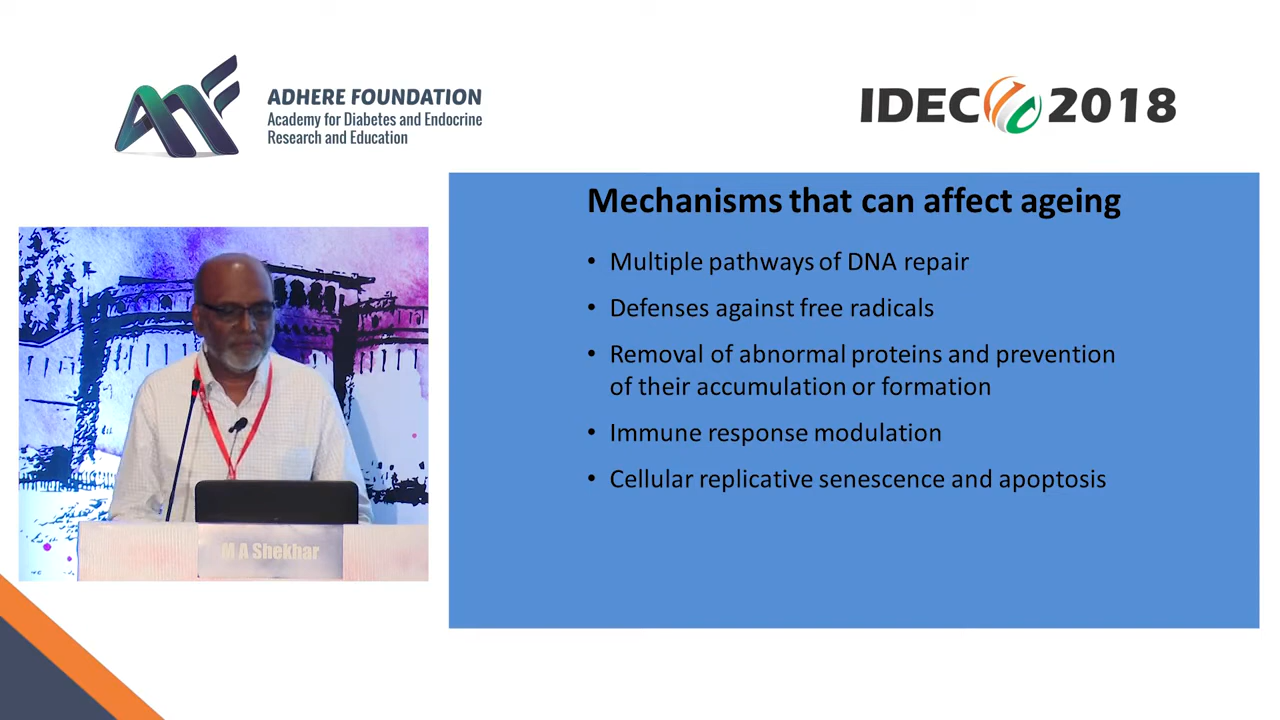 ADHERE FOUNDATION
Academy for Diabetes and Endocrine
Research and Education
IDEC 2018
Mechanisms that can affect ageing
• Multiple pathways of DNA repair
• Defenses against free radicals
• Removal of abnormal proteins and prevention
of their accumulation or formation
• Immune response modulation
• Cellular replicative senescence and apoptosis
M A Shekhar